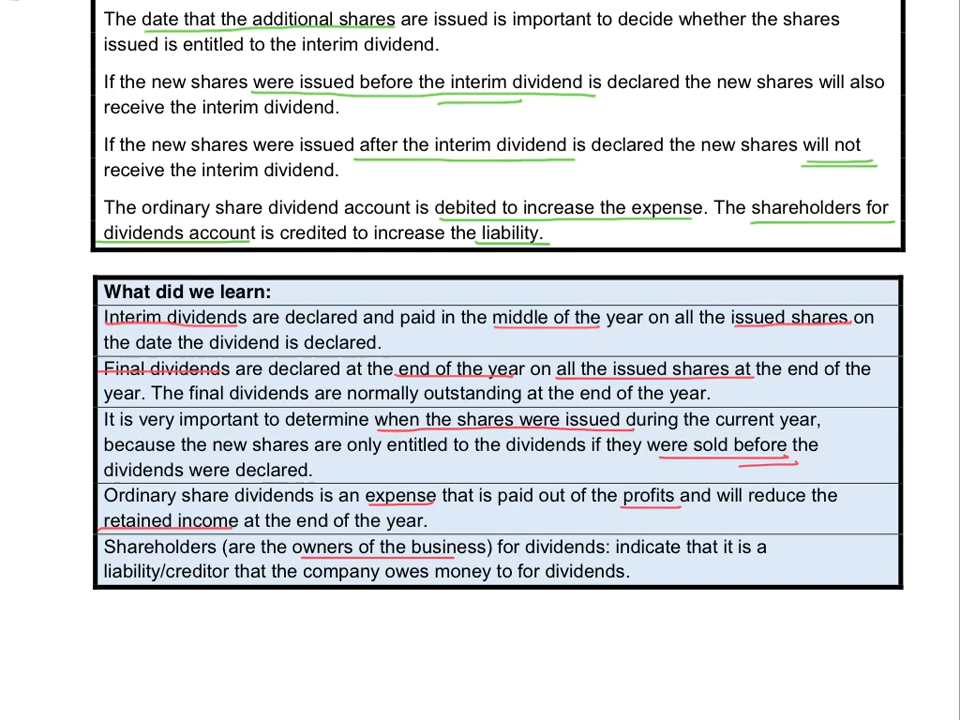 The date that the additional shares are issued is important to decide whether the shares
issued is entitled to the interim dividend.
If the new shares were issued before the interim dividend is declared the new shares will also
receive the interim dividend.
If the new shares were issued after the interim dividend is declared the new shares will not
receive the interim dividend.
The ordinary share dividend account is debited to increase the expense. The shareholders for
dividends account is credited to increase the liability.
What did we learn:
Interim dividends are declared and paid in the middle of the year on all the issued shares on
the date the dividend is declared.
Final dividends are declared at the end of the year on all the issued shares at the end of the
year. The final dividends are normally outstanding at the end of the year.
It is very important to determine when the shares were issued during the current year,
because the new shares are only entitled to the dividends if they were sold before the
dividends were declared.
Ordinary share dividends is an expense that is paid out of the profits and will reduce the
retained income at the end of the year.
Shareholders (are the owners of the business) for dividends: indicate that it is a
liability/creditor that the company owes money to for dividends.